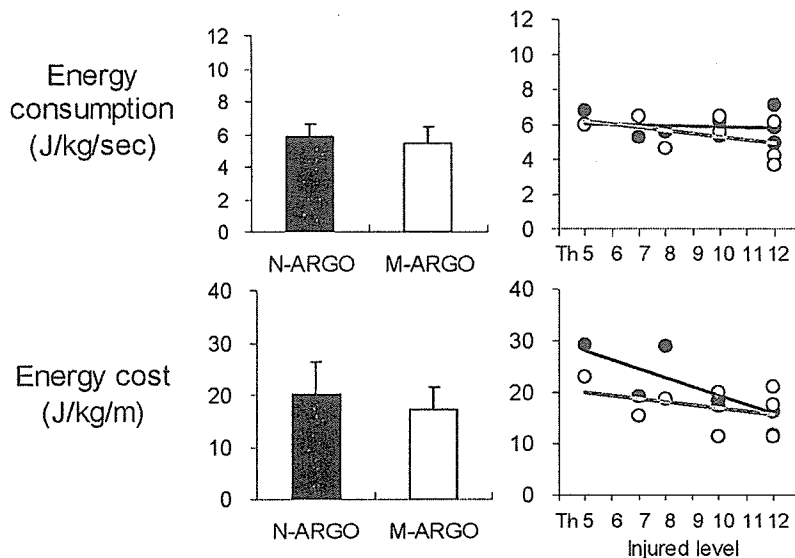 Energy
consumption
(J/kg/sec)
12
10
8
6
4
2
0
N-ARGO M-ARGO
12
10
8
6
4
2
0
Th 5 6 7 8 9 10 11 12
Energy cost
(J/kg/m)
40
30
20
10
0
N-ARGO M-ARGO
40
30
20
10
0
Th 5 6 7 8 9 10 11 12
Injured level